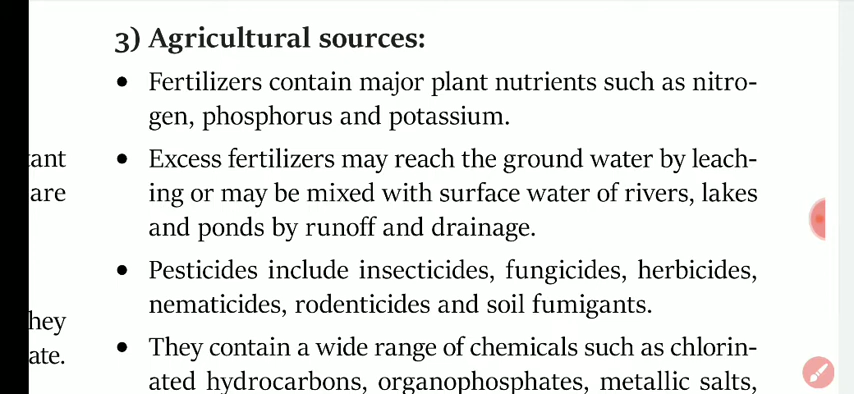 3) Agricultural sources:
• Fertilizers contain major plant nutrients such as nitro-
gen, phosphorus and potassium.
• Excess fertilizers may reach the ground water by leach-
ing or may be mixed with surface water of rivers, lakes
and ponds by runoff and drainage.
• Pesticides include insecticides, fungicides, herbicides,
nematicides, rodenticides and soil fumigants.
• They contain a wide range of chemicals such as chlorin-
ated hydrocarbons, organophosphates, metallic salts,
are
ate.